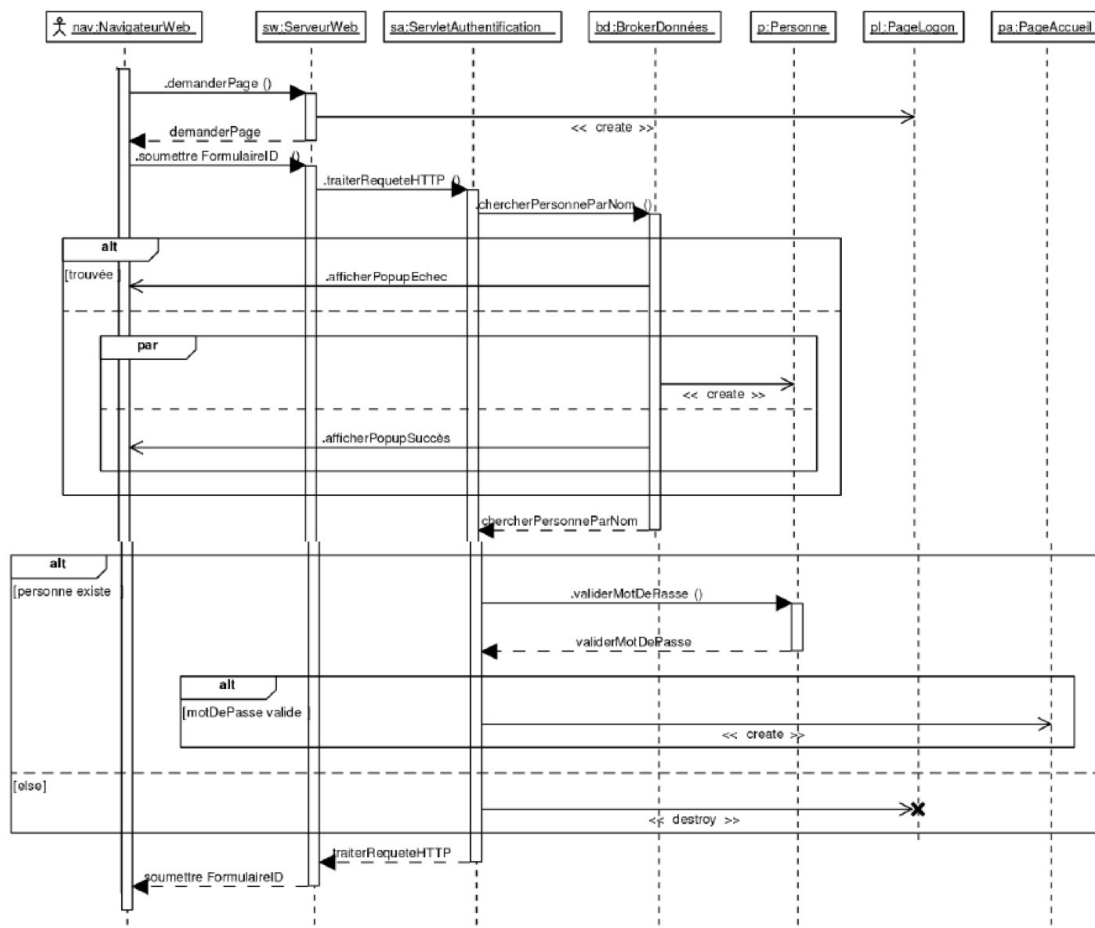 nav:NavigateurWeb
sw:ServeurWeb
sa:ServletAuthentification
bd:BrokerDonnées
p:Personne
pl:PageLogon
pa:PageAccueil
.demanderPage ()
<< create >>
demanderPage
.soumettre FormulaireID ()
.traiterRequeteHTTP ()
.chercherPersonneParNom ()
alt
[trouvée ]
.afficherPopupEchec
par
<< create >>
.afficherPopupSuccès
chercherPersonneParNom
alt
[personne existe ]
.validerMotDeRasse ()
validerMotDePasse
alt
[motDePasse valide ]
<< create >>
[else]
<< destroy >>
traiterRequeteHTTP
soumettre FormulaireID